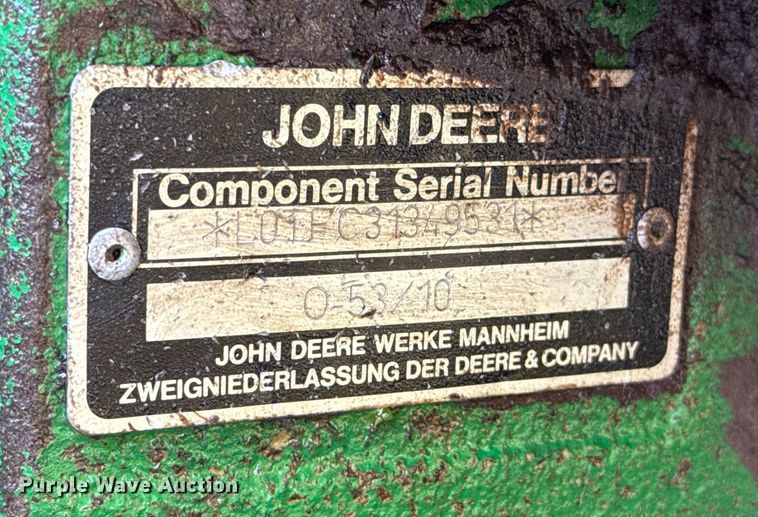 JOHN DEERE
Component Serial Number
*L01FC31349531*
0-53/10
JOHN DEERE WERKE MANNHEIM
ZWEIGNIEDERLASSUNG DER DEERE & COMPANY
Purple Wave Auction